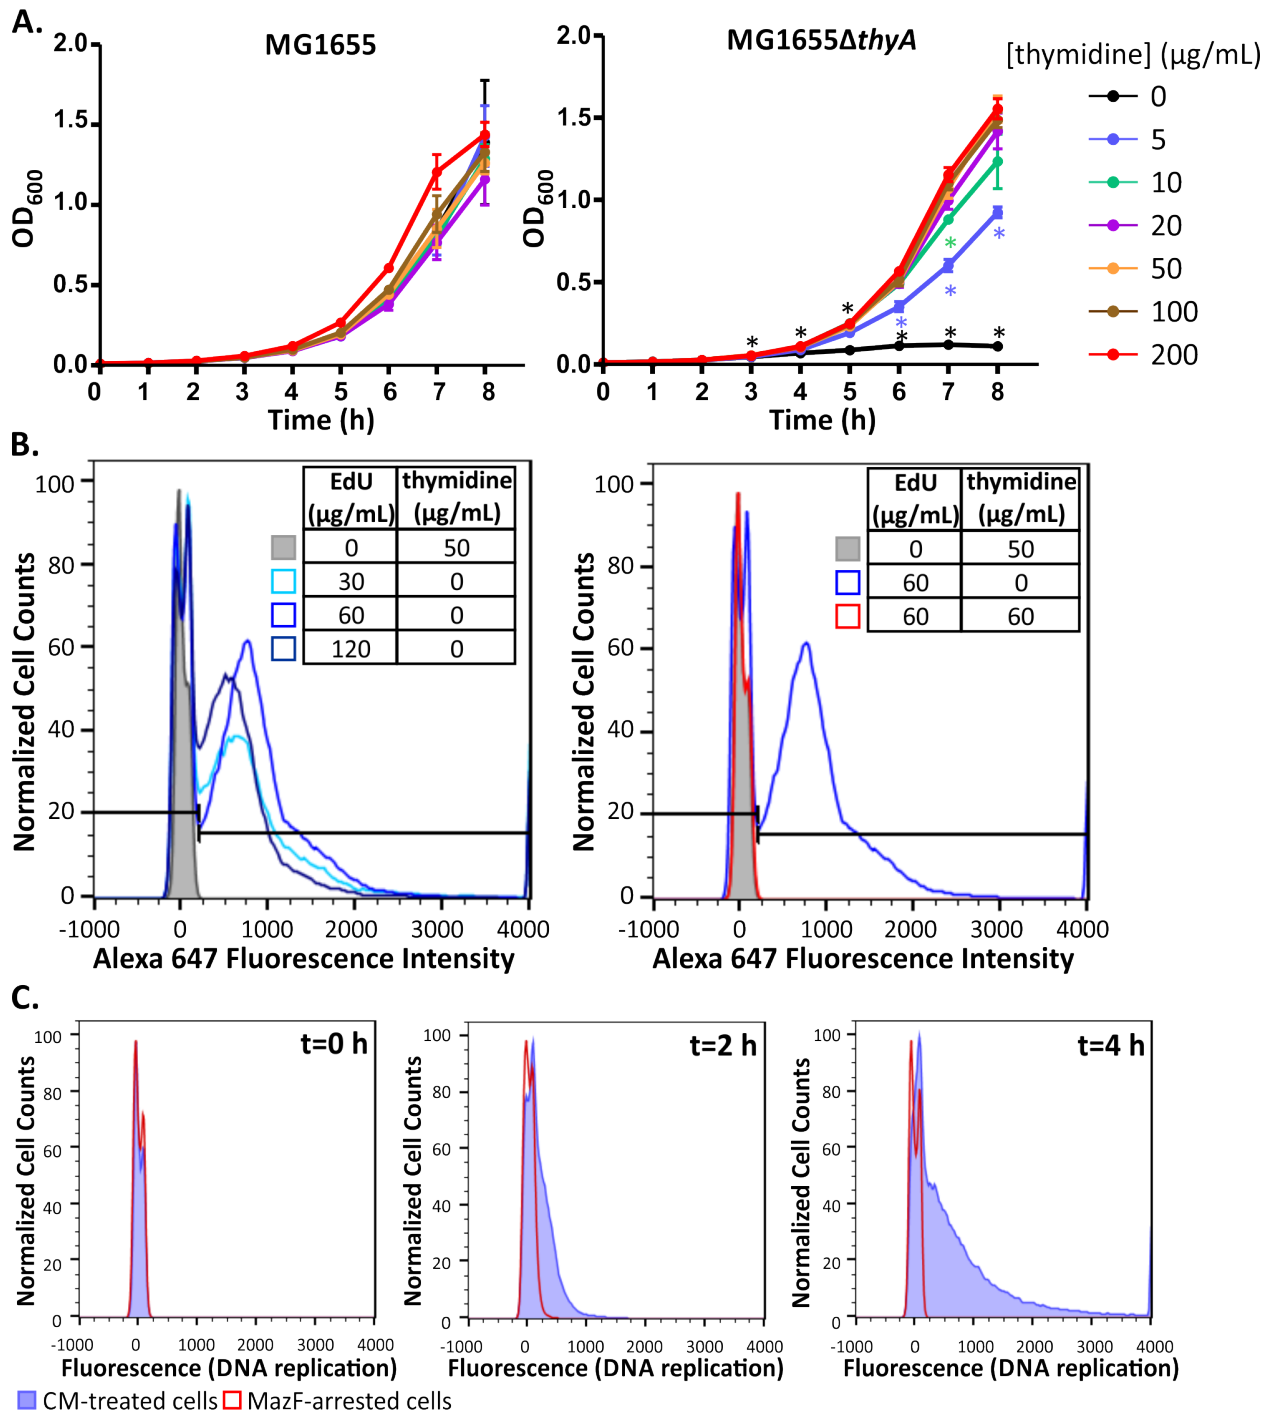 A.
MG1655
MG1655ΔthyA
[thymidine] (µg/mL)
0
5
10
20
50
100
200
OD600
2.0
1.5
1.0
0.5
0.0
0 1 2 3 4 5 6 7 8
Time (h)
OD600
2.0
1.5
1.0
0.5
0.0
* * * * * *
* * *
*
0 1 2 3 4 5 6 7 8
Time (h)
B.
Normalized Cell Counts
100
80
60
40
20
0
EdU (µg/mL) thymidine (µg/mL)
0 50
30 0
60 0
120 0
-1000 0 1000 2000 3000 4000
Alexa 647 Fluorescence Intensity
Normalized Cell Counts
100
80
60
40
20
0
EdU (µg/mL) thymidine (µg/mL)
0 50
60 0
60 60
-1000 0 1000 2000 3000 4000
Alexa 647 Fluorescence Intensity
C.
Normalized Cell Counts
100
80
60
40
20
0
t=0 h
-1000 0 1000 2000 3000 4000
Fluorescence (DNA replication)
Normalized Cell Counts
100
80
60
40
20
0
t=2 h
-1000 0 1000 2000 3000 4000
Fluorescence (DNA replication)
Normalized Cell Counts
100
80
60
40
20
0
t=4 h
-1000 0 1000 2000 3000 4000
Fluorescence (DNA replication)
CM-treated cells MazF-arrested cells